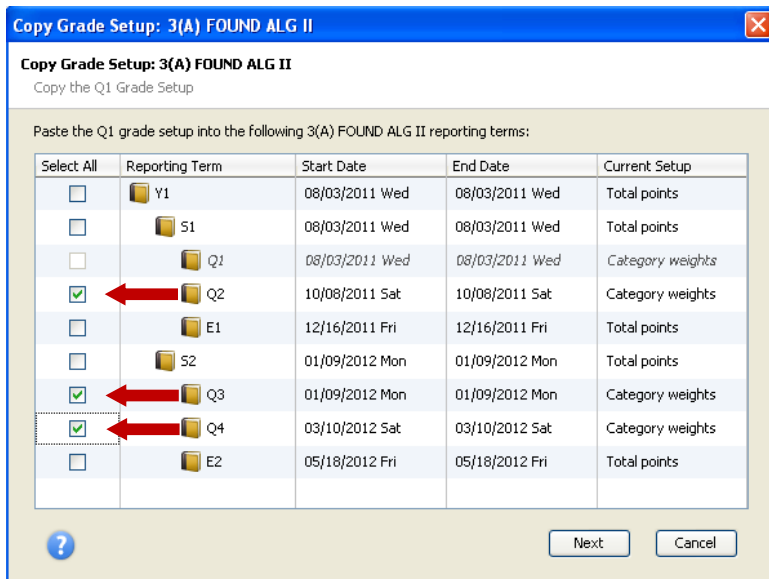 Copy Grade Setup: 3(A) FOUND ALG II
Copy Grade Setup: 3(A) FOUND ALG II
Copy the Q1 Grade Setup
Paste the Q1 grade setup into the following 3(A) FOUND ALG II reporting terms:
Select All Reporting Term Start Date End Date Current Setup
Y1 08/03/2011 Wed 08/03/2011 Wed Total points
S1 08/03/2011 Wed 08/03/2011 Wed Total points
Q1 08/03/2011 Wed 08/03/2011 Wed Category weights
Q2 10/08/2011 Sat 10/08/2011 Sat Category weights
E1 12/16/2011 Fri 12/16/2011 Fri Total points
S2 01/09/2012 Mon 01/09/2012 Mon Total points
Q3 01/09/2012 Mon 01/09/2012 Mon Category weights
Q4 03/10/2012 Sat 03/10/2012 Sat Category weights
E2 05/18/2012 Fri 05/18/2012 Fri Total points
? Next Cancel